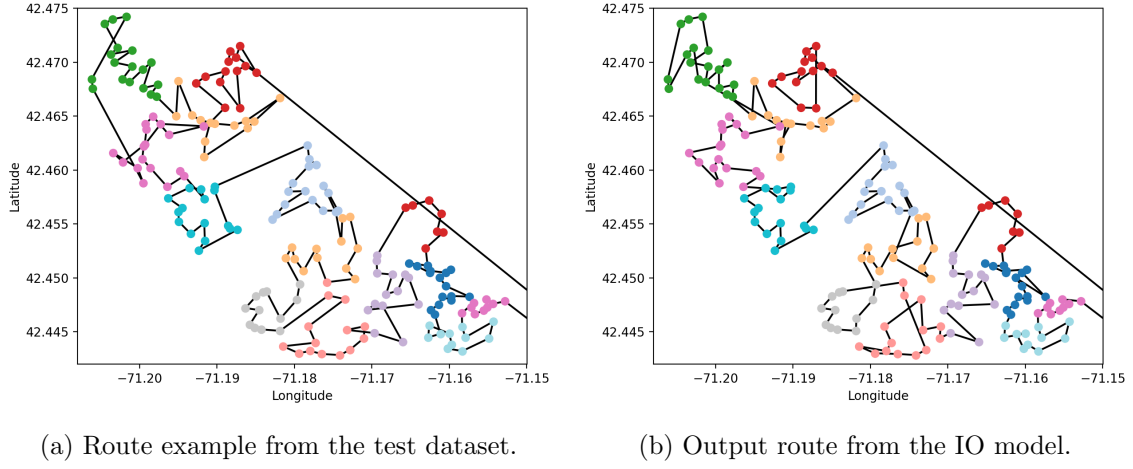 42.475
42.470
42.465
42.460
42.455
42.450
42.445
Latitude
−71.20 −71.19 −71.18 −71.17 −71.16 −71.15
Longitude
(a) Route example from the test dataset.
42.475
42.470
42.465
42.460
42.455
42.450
42.445
Latitude
−71.20 −71.19 −71.18 −71.17 −71.16 −71.15
Longitude
(b) Output route from the IO model.